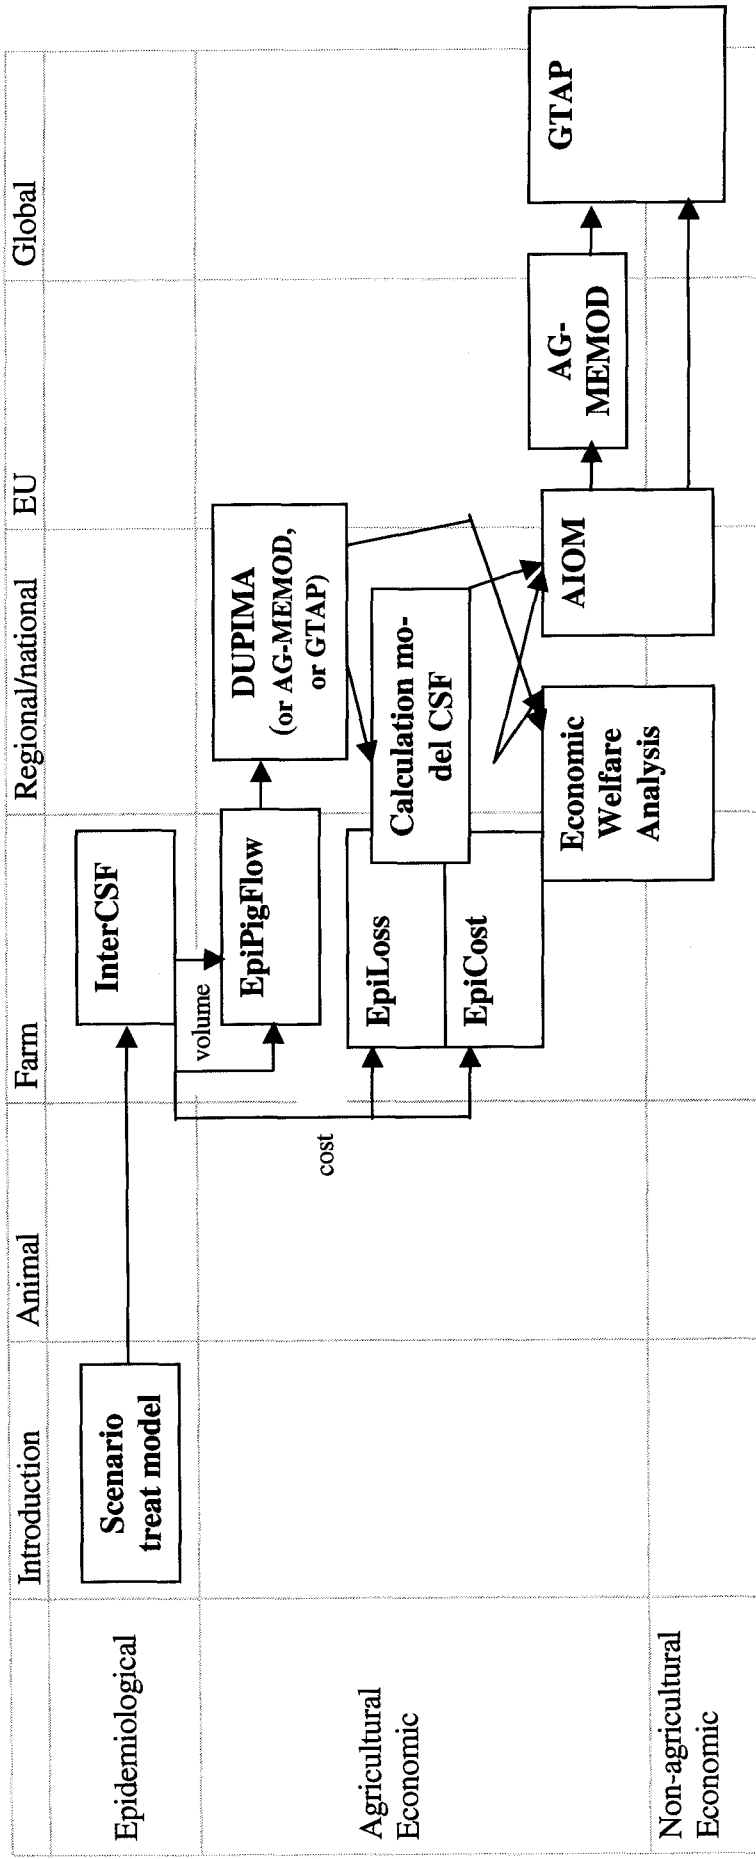 Introduction
Animal
Farm
Regional/national
EU
Global
Epidemiological
Scenario
treat model
InterCSF
volume
cost
Agricultural
Economic
EpiPigFlow
DUPIMA
(or AG-MEMOD,
or GTAP)
EpiLoss
EpiCost
Calculation mo-
del CSF
Economic
Welfare
Analysis
AIOM
AG-
MEMOD
GTAP
Non-agricultural
Economic